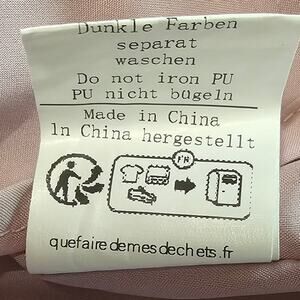 Dunkle Farben
separat
waschen
Do not iron PU
PU nicht bügeln
Made in China
ln China hergestellt
FR
quefairedemesdechets.fr